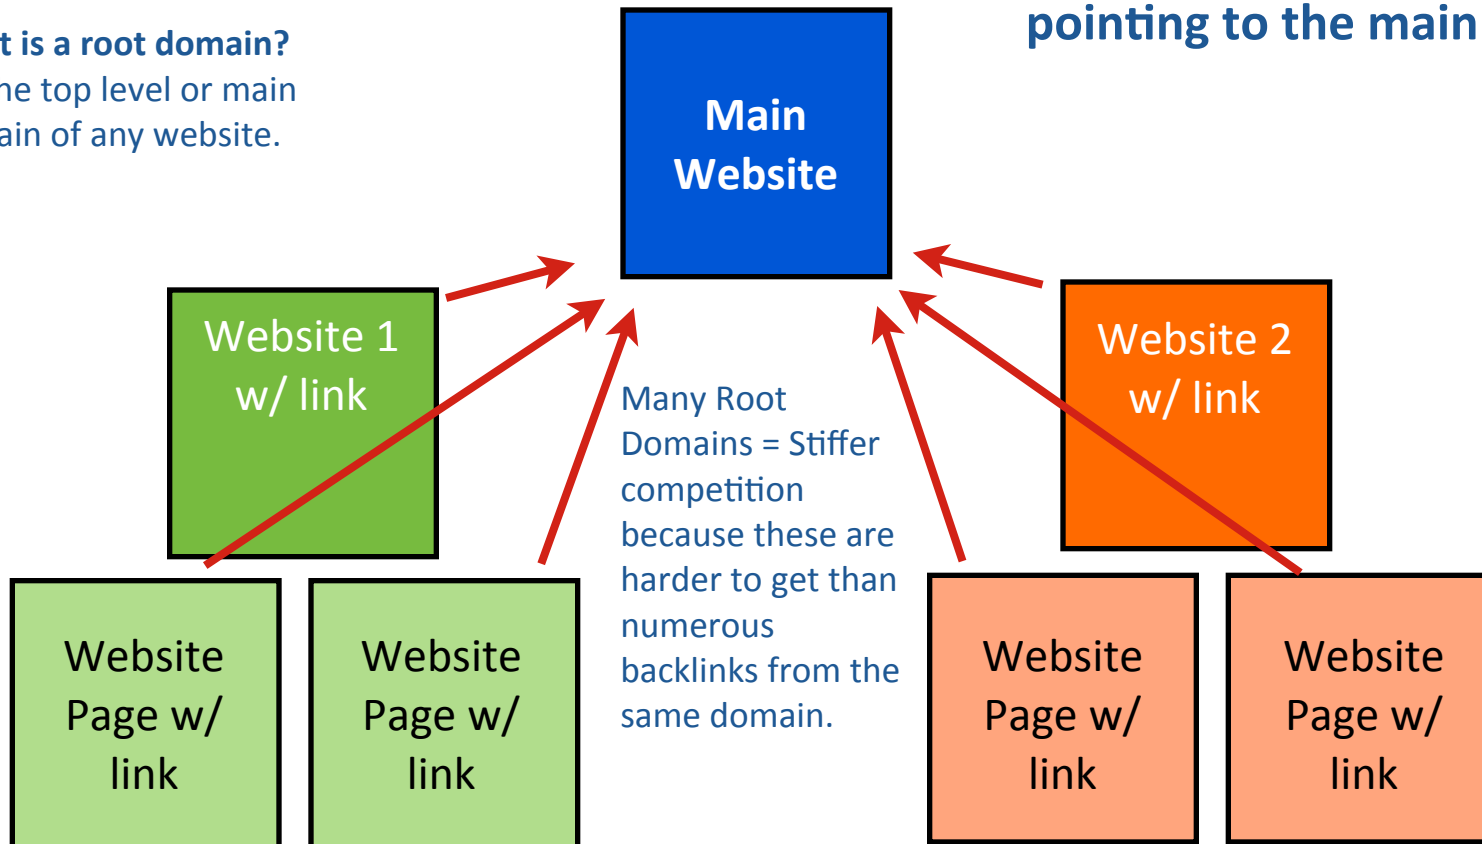 t is a root domain?
he top level or main
ain of any website.
pointing to the main
Main
Website
Website 1
w/ link
Website 2
w/ link
Many Root
Domains = Stiffer
competition
because these are
harder to get than
numerous
backlinks from the
same domain.
Website
Page w/
link
Website
Page w/
link
Website
Page w/
link
Website
Page w/
link